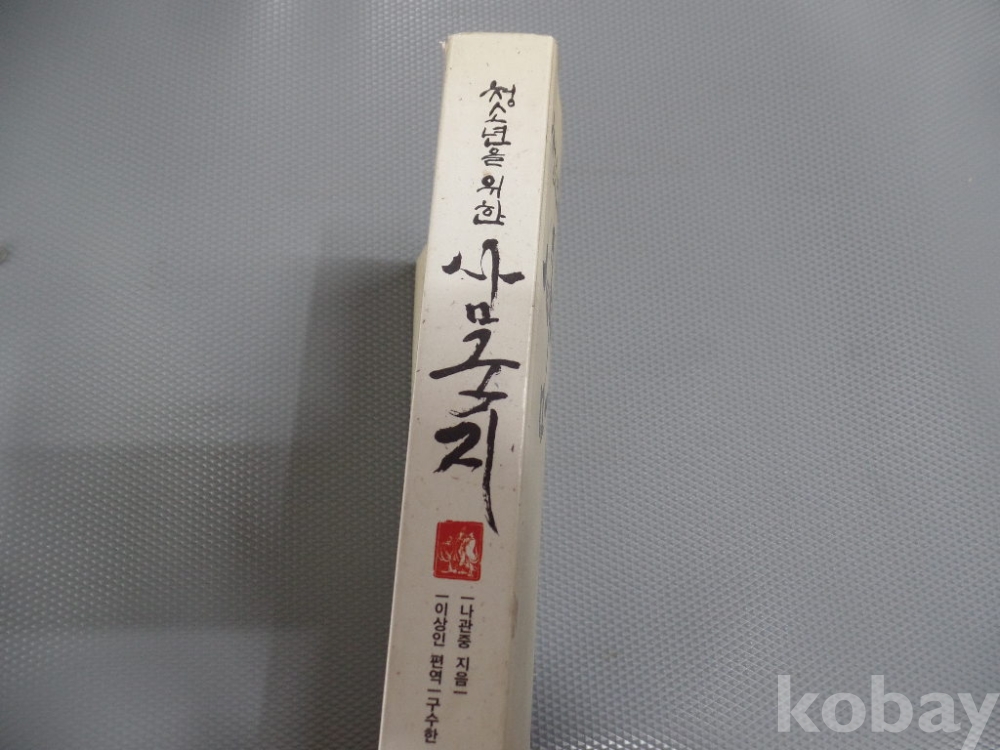 청소년을 위한
삼국지
나관중 지음
이상인 편역 구수한
kobay